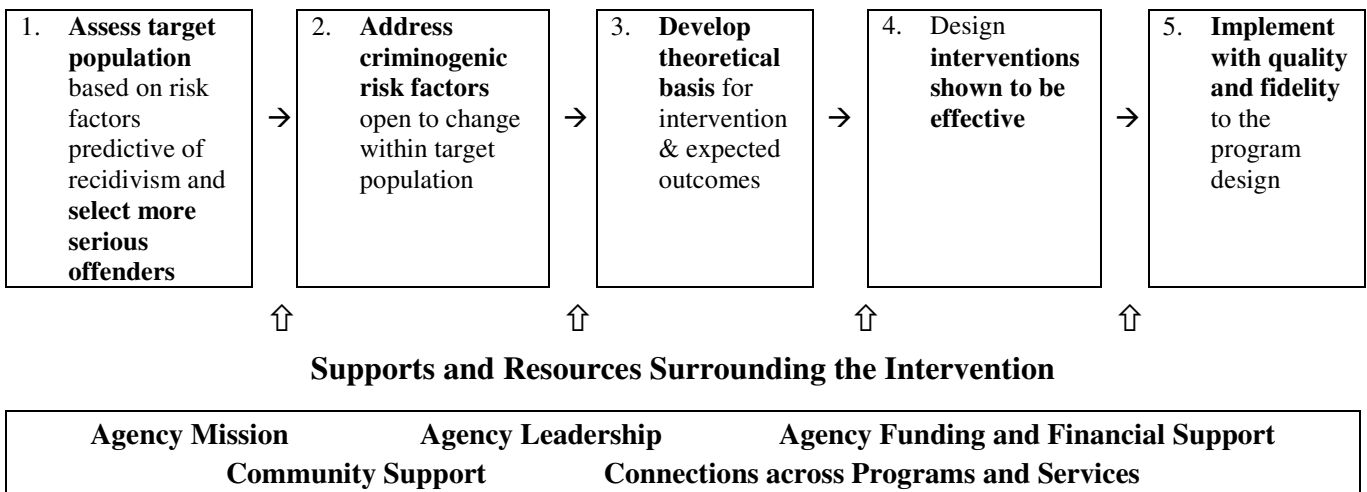 1. Assess target
population
based on risk
factors
predictive of
recidivism and
select more
serious
offenders
→
2. Address
criminogenic
risk factors
open to change
within target
population
→
3. Develop
theoretical
basis for
intervention
& expected
outcomes
→
4. Design
interventions
shown to be
effective
→
5. Implement
with quality
and fidelity
to the
program
design
⇧ ⇧ ⇧ ⇧
Supports and Resources Surrounding the Intervention
Agency Mission Agency Leadership Agency Funding and Financial Support
Community Support Connections across Programs and Services